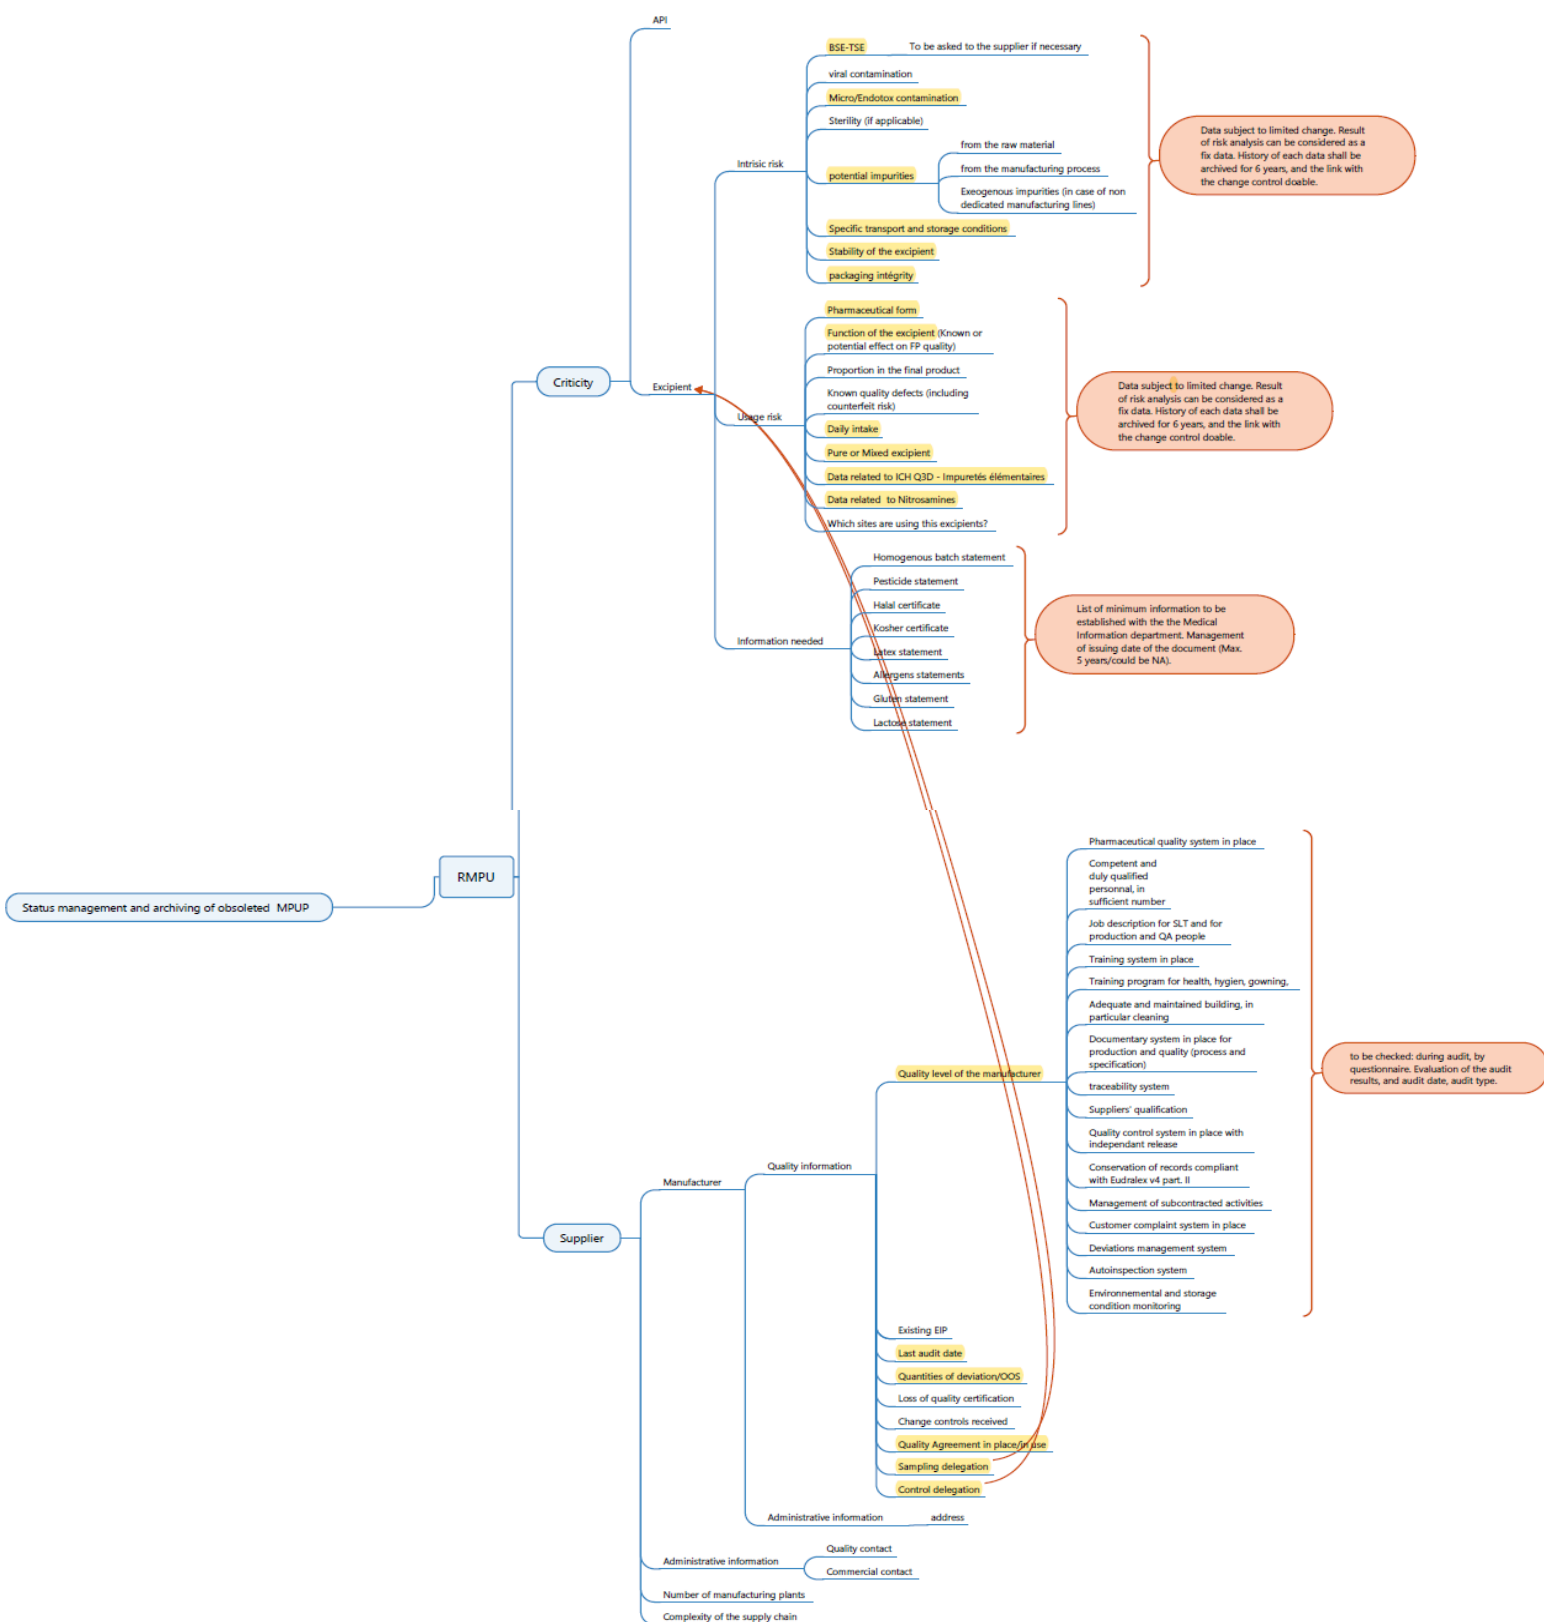 API
BSE-TSE
To be asked to the supplier if necessary
viral contamination
Micro/Endotox contamination
Sterility (if applicable)
Intrisic risk
potential impurities
from the raw material
from the manufacturing process
Exeogenous impurities (in case of non
dedicated manufacturing lines)
Specific transport and storage conditions
Stability of the excipient
packaging intégrity
Data subject to limited change. Result
of risk analysis can be considered as a
fix data. History of each data shall be
archived for 6 years, and the link with
the change control doable.
Criticity
Excipient
Usage risk
Pharmaceutical form
Function of the excipient (Known or
potential effect on FP quality)
Proportion in the final product
Known quality defects (including
counterfeit risk)
Daily intake
Pure or Mixed excipient
Data related to ICH Q3D - Impuretés élémentaires
Data related  to Nitrosamines
Which sites are using this excipients?
Data subject to limited change. Result
of risk analysis can be considered as a
fix data. History of each data shall be
archived for 6 years, and the link with
the change control doable.
Information needed
Homogenous batch statement
Pesticide statement
Halal certificate
Kosher certificate
Latex statement
Allergens statements
Gluten statement
Lactose statement
List of minimum information to be
established with the the Medical
Information department. Management
of issuing date of the document (Max.
5 years/could be NA).
RMPU
Status management and archiving of obsoleted  MPUP
Supplier
Manufacturer
Quality information
Quality level of the manufacturer
Pharmaceutical quality system in place
Competent and
duly qualified
personnal, in
sufficient number
Job description for SLT and for
production and QA people
Training system in place
Training program for health, hygien, gowning,
Adequate and maintained building, in
particular cleaning
Documentary system in place for
production and quality (process and
specification)
traceability system
Suppliers' qualification
Quality control system in place with
independant release
Conservation of records compliant
with Eudralex v4 part. II
Management of subcontracted activities
Customer complaint system in place
Deviations management system
Autoinspection system
Environnemental and storage
condition monitoring
to be checked: during audit, by
questionnaire. Evaluation of the audit
results, and audit date, audit type.
Existing EIP
Last audit date
Quantities of deviation/OOS
Loss of quality certification
Change controls received
Quality Agreement in place/in use
Sampling delegation
Control delegation
Administrative information
address
Administrative information
Quality contact
Commercial contact
Number of manufacturing plants
Complexity of the supply chain